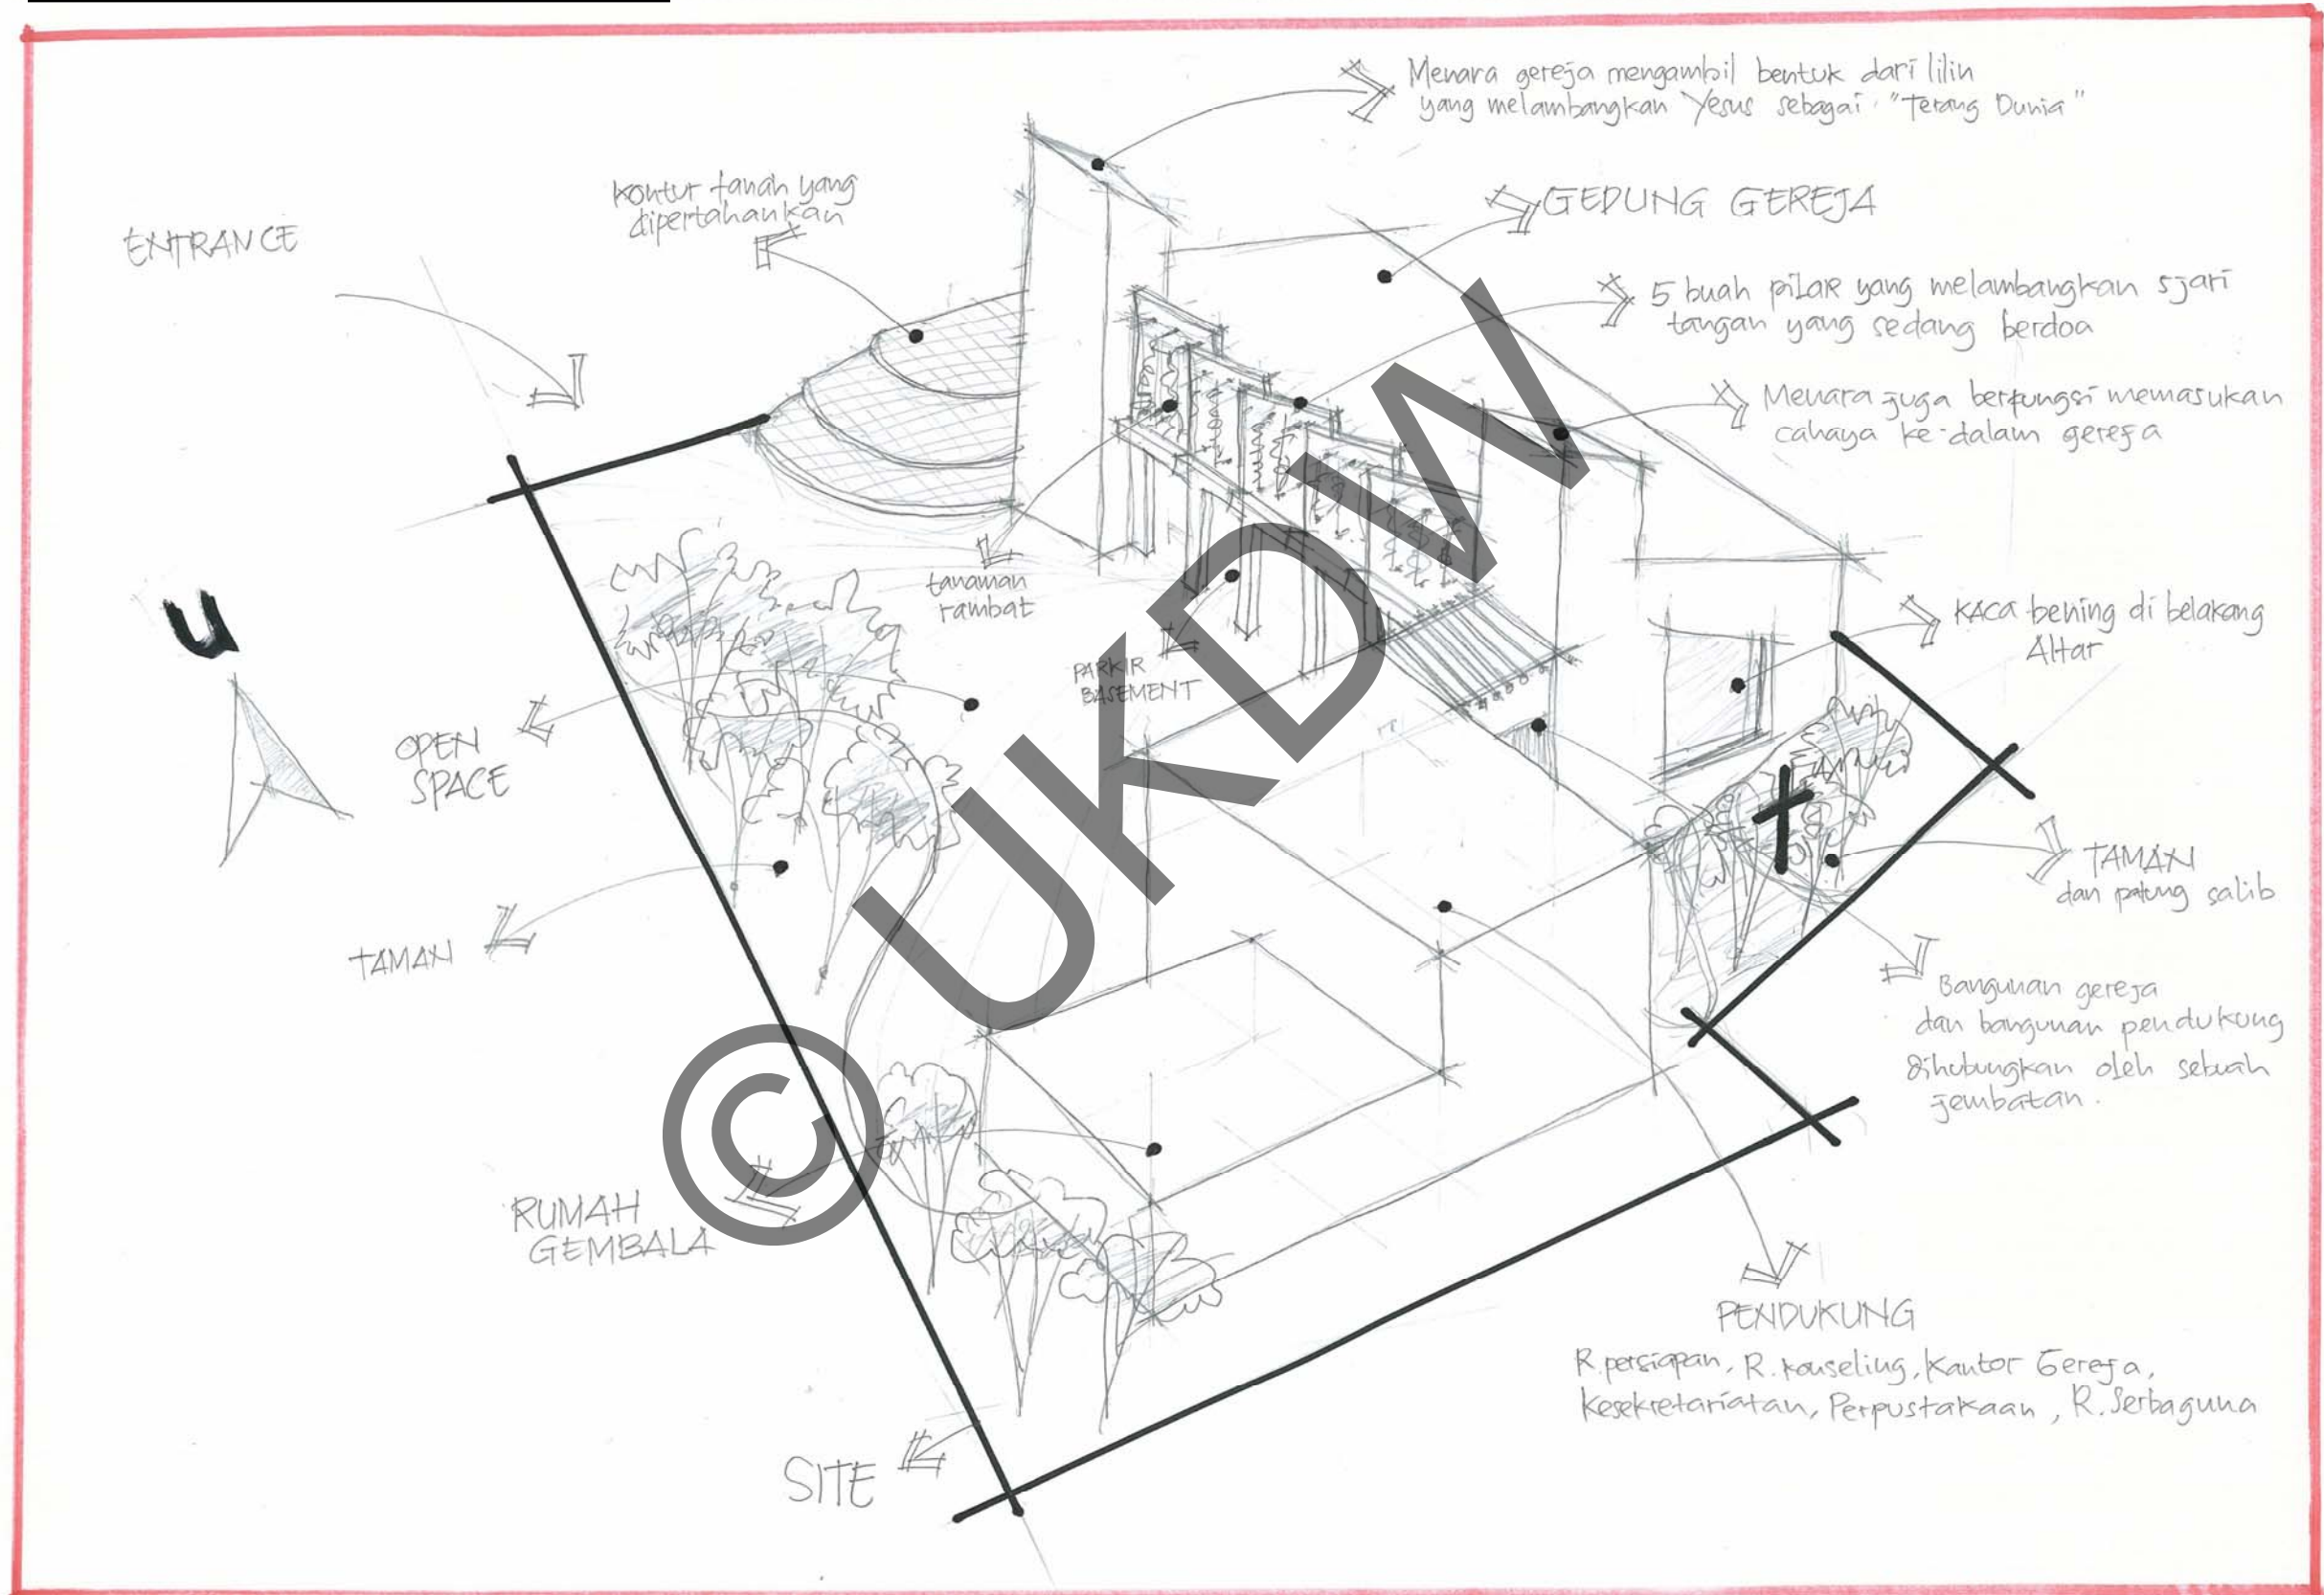 Menara gereja mengambil bentuk dari lilin
yang melambangkan Yesus sebagai "Terang Dunia"
kontur tanah yang
dipertahankan
ENTRANCE
GEDUNG GEREJA
5 buah pilar yang melambangkan 5 jari
tangan yang sedang berdoa
Menara juga berfungsi memasukan
cahaya ke-dalam gereja
tanaman
rambat
U
PARKIR
BASEMENT
KACA bening di belakang
Altar
OPEN
SPACE
TAMAN
dan patung salib
TAMAN
Bangunan gereja
dan bangunan pendukung
dihubungkan oleh sebuah
jembatan.
RUMAH
GEMBALA
PENDUKUNG
R.persiapan, R.konseling, Kantor Gereja,
Kesekretariatan, Perpustakaan, R.Serbaguna
SITE
© UKDW